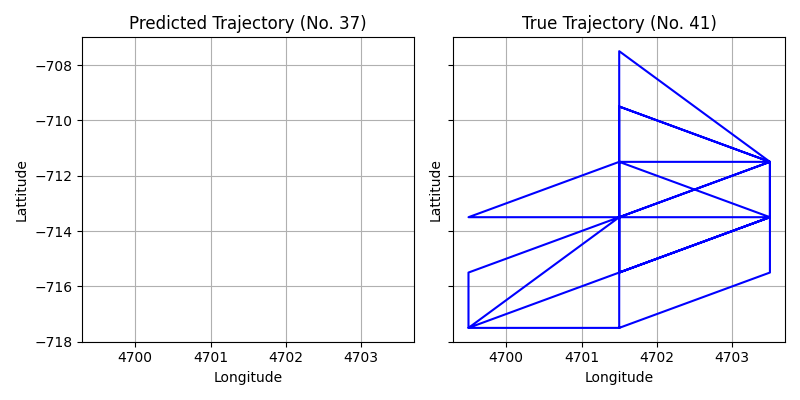 Predicted Trajectory (No. 37)
True Trajectory (No. 41)
Lattitude
−708
−710
−712
−714
−716
−718
4700 4701 4702 4703
Longitude
Lattitude
4700 4701 4702 4703
Longitude